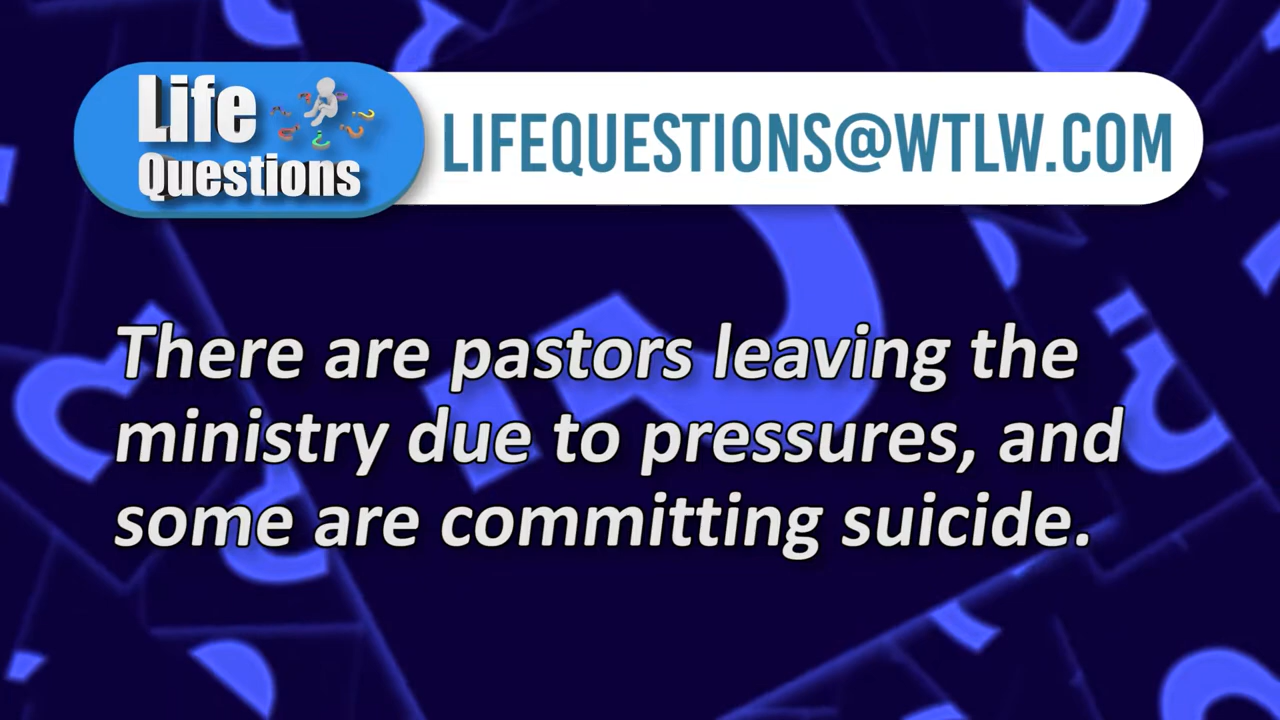 Life
Questions
LIFEQUESTIONS@WTLW.COM
There are pastors leaving the
ministry due to pressures, and
some are committing suicide.